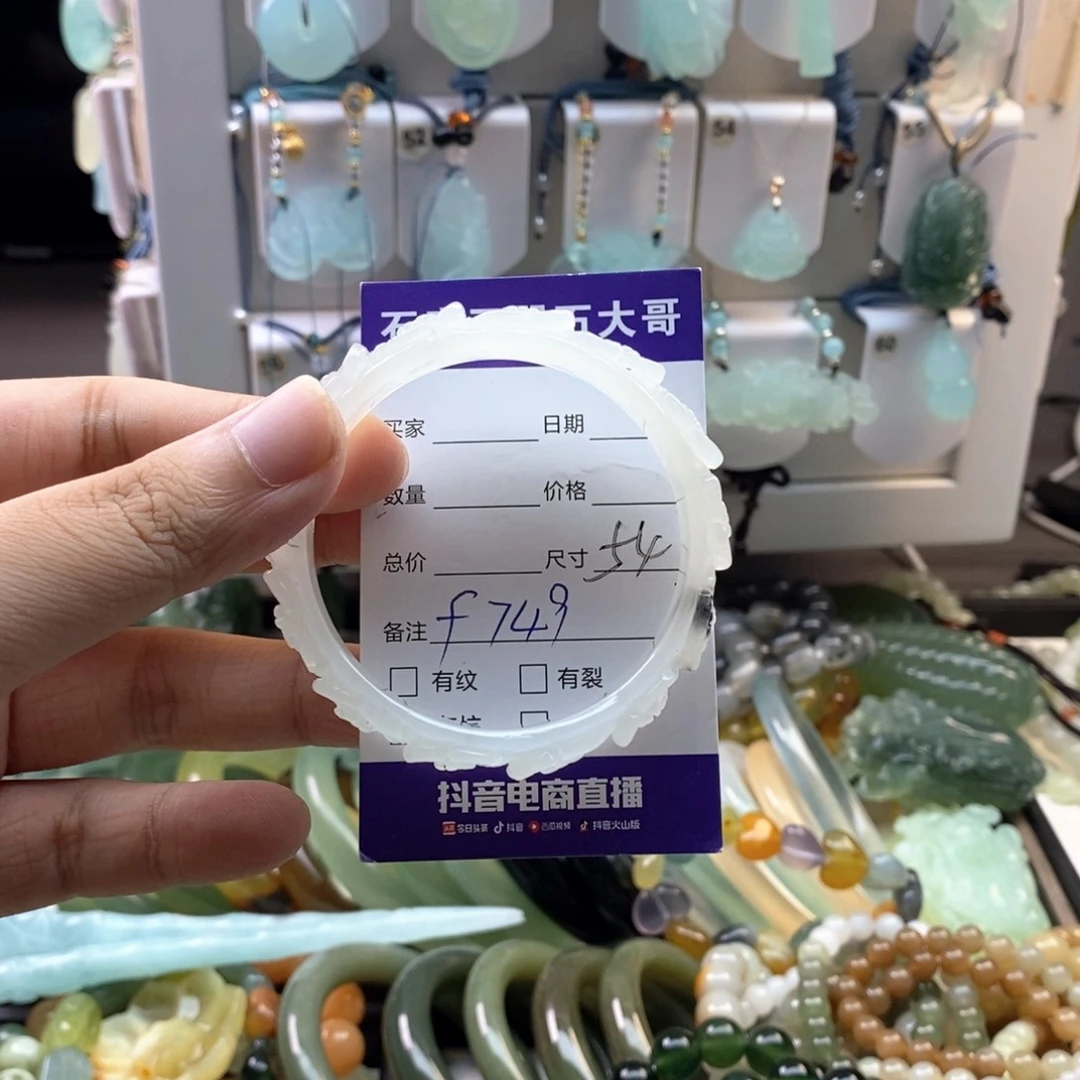 52
54
55
60
石 石大哥
买家 日期
数量 价格
总价 尺寸 54
备注 f749
有纹 有裂
抖音电商直播
今日头条 抖音 西瓜视频 抖音火山版